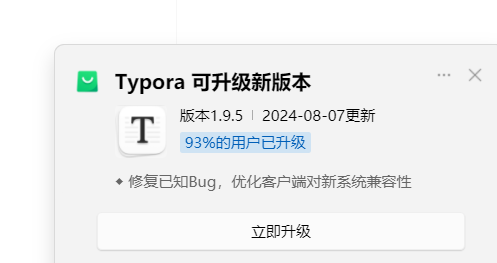 Typora 可升级新版本
T
版本1.9.5 | 2024-08-07更新
93%的用户已升级
修复已知Bug，优化客户端对新系统兼容性
立即升级